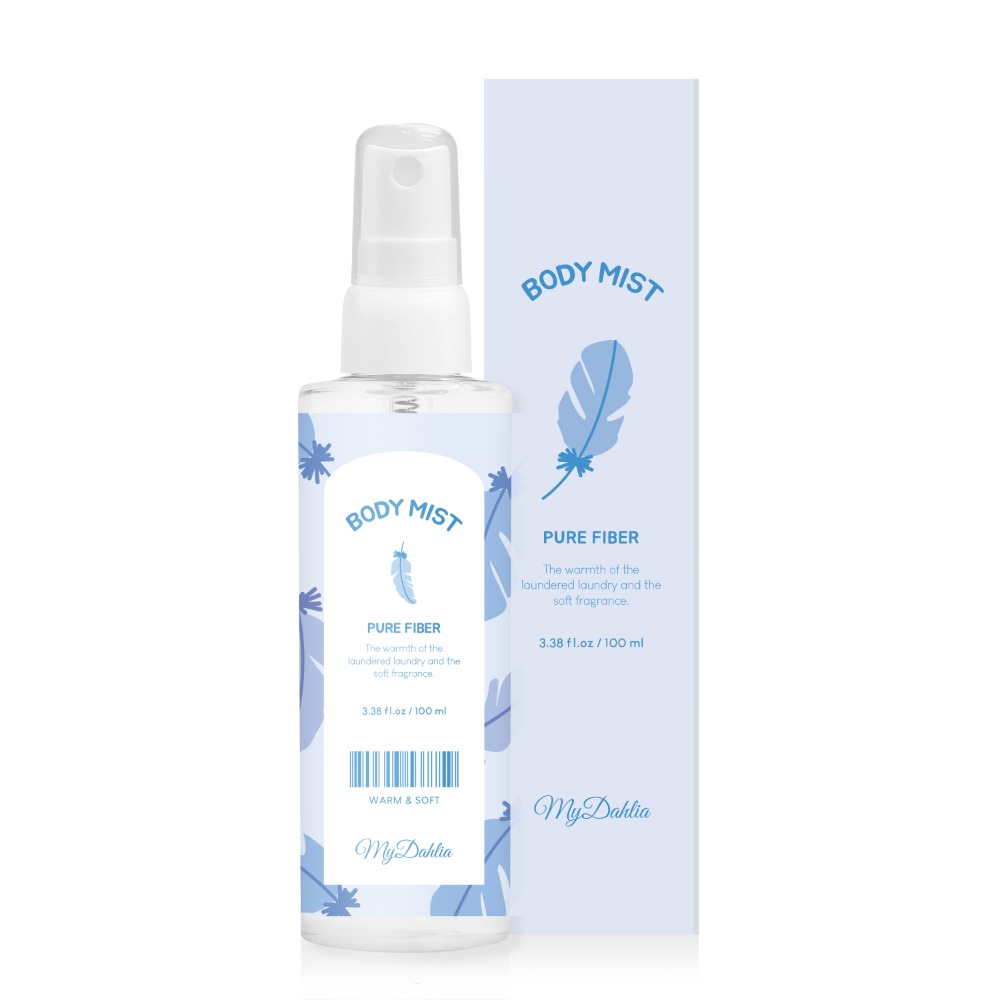 BODY MIST
PURE FIBER
The warmth of the
laundered laundry and the
soft fragrance.
3.38 fl.oz / 100 ml
WARM & SOFT
MyDahlia
BODY MIST
PURE FIBER
The warmth of the
laundered laundry and the
soft fragrance.
3.38 fl.oz / 100 ml
MyDahlia